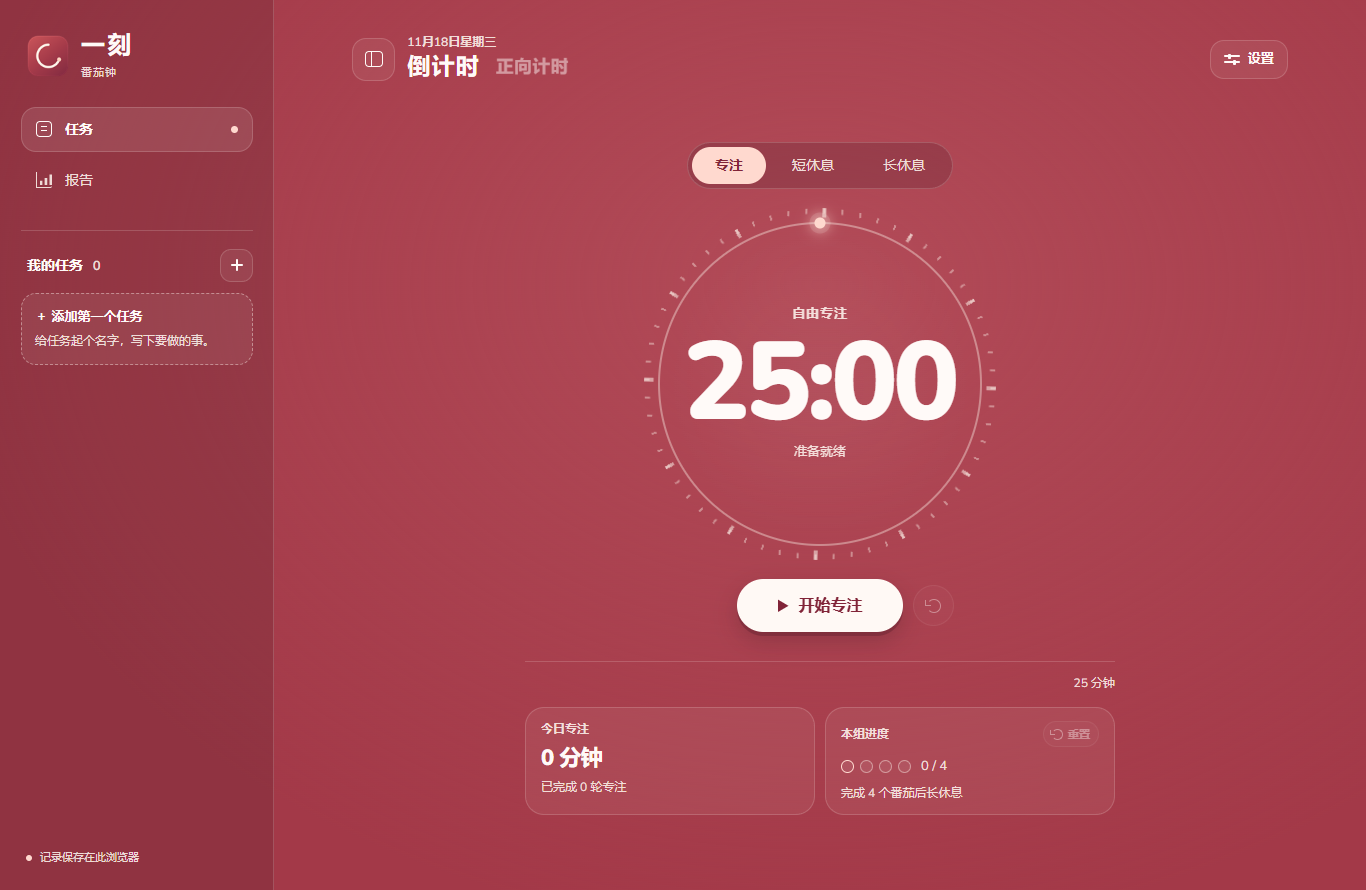 一刻
番茄钟
任务
报告
我的任务 0
+ 添加第一个任务
给任务起个名字，写下要做的事。
记录保存在此浏览器
11月18日星期三
倒计时 正向计时
设置
专注 短休息 长休息
自由专注
25:00
准备就绪
开始专注
25 分钟
今日专注
0 分钟
已完成 0 轮专注
本组进度 重置
0 / 4
完成 4 个番茄后长休息